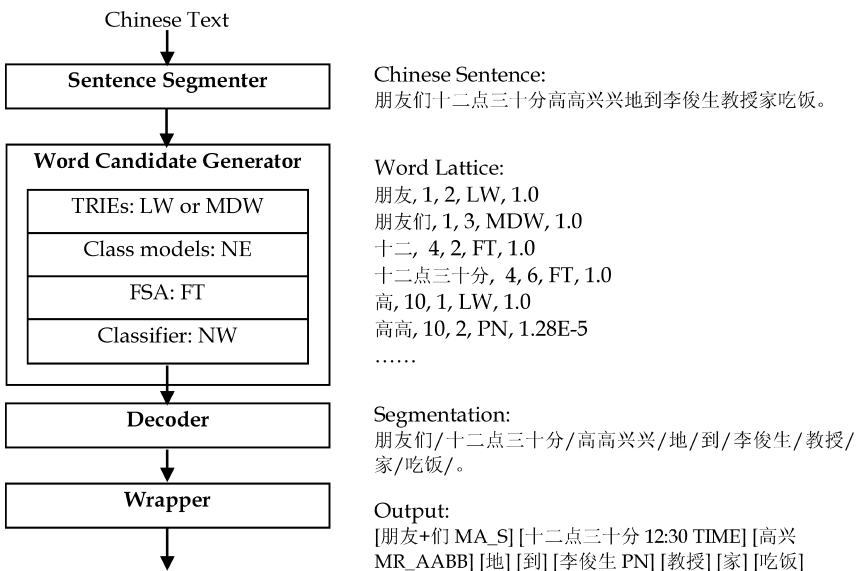 Chinese Text
Sentence Segmenter
Chinese Sentence:
朋友们十二点三十分高高兴兴地到李俊生教授家吃饭。
Word Candidate Generator
TRIEs: LW or MDW
Class models: NE
FSA: FT
Classifier: NW
Word Lattice:
朋友, 1, 2, LW, 1.0
朋友们, 1, 3, MDW, 1.0
十二, 4, 2, FT, 1.0
十二点三十分, 4, 6, FT, 1.0
高, 10, 1, LW, 1.0
高高, 10, 2, PN, 1.28E-5
……
Decoder
Segmentation:
朋友们/十二点三十分/高高兴兴/地/到/李俊生/教授/
家/吃饭/。
Wrapper
Output:
[朋友+们 MA_S] [十二点三十分 12:30 TIME] [高兴
MR_AABB] [地] [到] [李俊生 PN] [教授] [家] [吃饭]